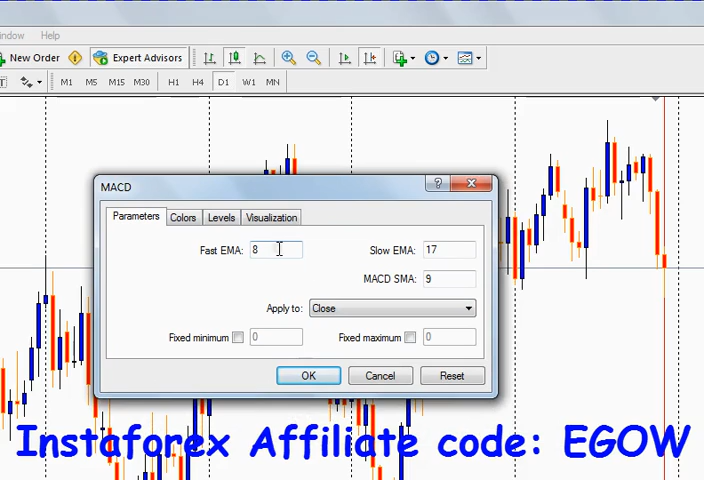 indow Help
New Order Expert Advisors
M1 M5 M15 M30 H1 H4 D1 W1 MN
MACD
Parameters Colors Levels Visualization
Fast EMA: 8 Slow EMA: 17
MACD SMA: 9
Apply to: Close
Fixed minimum 0 Fixed maximum 0
OK Cancel Reset
Instaforex Affiliate code: EGOW